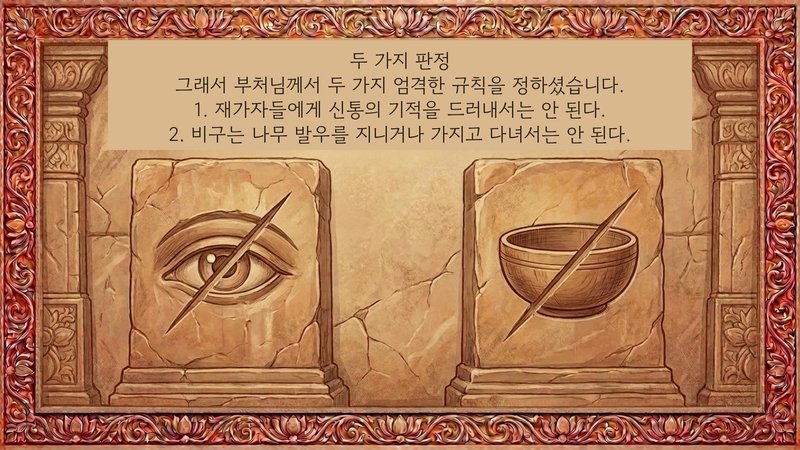 두 가지 판정
그래서 부처님께서 두 가지 엄격한 규칙을 정하셨습니다.
1. 재가자들에게 신통의 기적을 드러내서는 안 된다.
2. 비구는 나무 발우를 지니거나 가지고 다녀서는 안 된다.